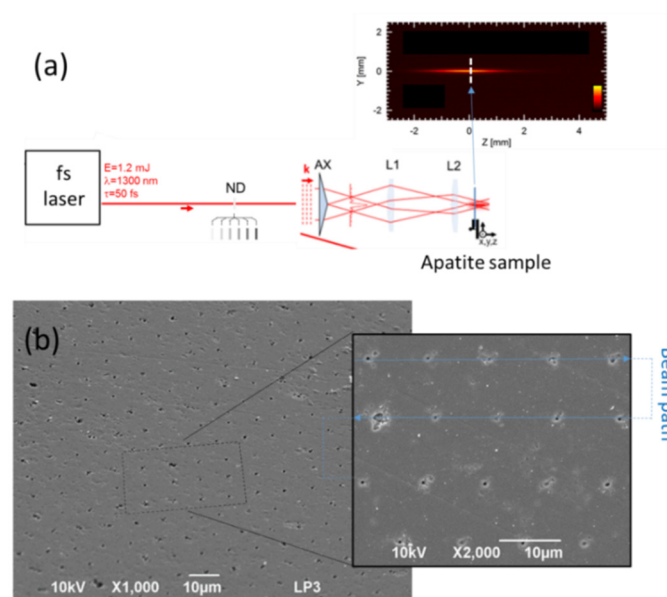 (a)
2
0
-2
Y [mm]
-2
0
2
4
Z [mm]
fs
laser
E=1.2 mJ
λ=1300 nm
τ=50 fs
ND
k
AX
L1
L2
x,y,z
Apatite sample
(b)
Beam path
10kV X1,000 10µm LP3
10kV X2,000 10µm